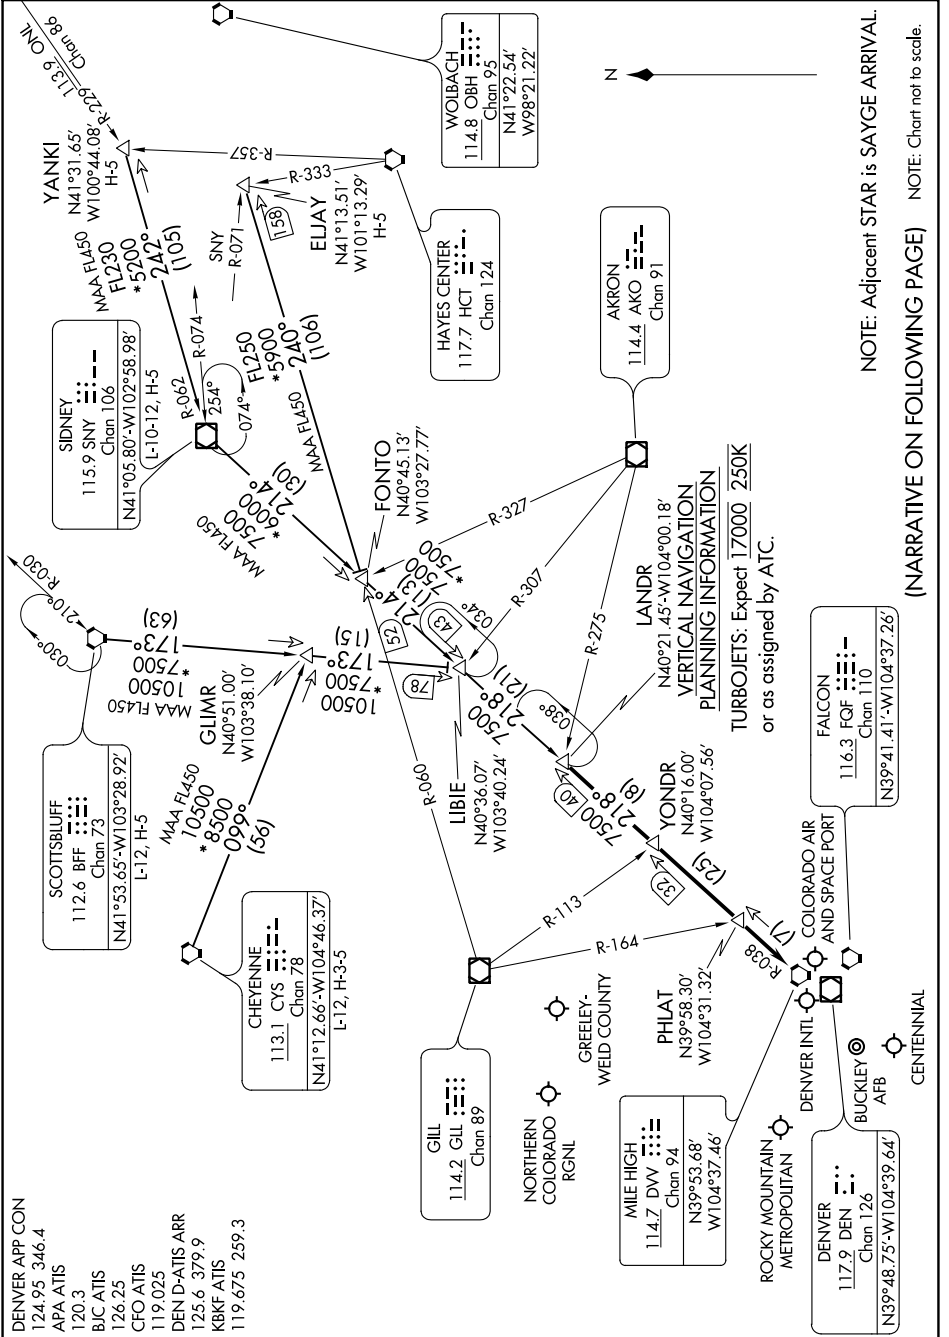 DENVER APP CON
124.95 346.4
APA ATIS
120.3
BJC ATIS
126.25
CFO ATIS
119.025
DEN D-ATIS ARR
125.6 379.9
KBKF ATIS
119.675 259.3
SCOTTSBLUFF
112.6 BFF
Chan 73
N41°53.65'-W103°28.92'
L-12, H-5
CHEYENNE
113.1 CYS
Chan 78
N41°12.66'-W104°46.37'
L-12, H-3-5
SIDNEY
115.9 SNY
Chan 106
N41°05.80'-W102°58.98'
L-10-12, H-5
YANKI
N41°31.65'
W100°44.08'
H-5
113.9 ONL
Chan 86
R-229
MAA FL450
FL230
*5200
242°
(105)
R-062
R-074
254°
074°
SNY
R-071
R-357
R-333
158
ELJAY
N41°13.51'
W101°13.29'
H-5
FL250
*5900
240°
(106)
MAA FL450
HAYES CENTER
117.7 HCT
Chan 124
WOLBACH
114.8 OBH
Chan 95
N41°22.54'
W98°21.22'
N
R-030
210°
030°
(63)
173°
*7500
10500
MAA FL450
GLIMR
N40°51.00'
W103°38.10'
MAA FL450
10500
*8500
099°
(56)
(15)
173°
*7500
10500
78
(30)
214°
*6000
7500
MAA FL450
FONTO
N40°45.13'
W103°27.77'
52
(13)
214°
7500
*7500
43
034°
R-327
R-307
R-275
AKRON
114.4 AKO
Chan 91
LIBIE
N40°36.07'
W103°40.24'
(21)
218°
7500
038°
R-060
LANDR
N40°21.45'-W104°00.18'
VERTICAL NAVIGATION
PLANNING INFORMATION
TURBOJETS: Expect 17000 250K
or as assigned by ATC.
40
7500
218°
(8)
YONDR
N40°16.00'
W104°07.56'
32
(25)
R-113
R-164
GILL
114.2 GLL
Chan 89
PHLAT
N39°58.30'
W104°31.32'
(7)
R-038
NORTHERN
COLORADO
RGNL
GREELEY-
WELD COUNTY
MILE HIGH
114.7 DVV
Chan 94
N39°53.68'
W104°37.46'
ROCKY MOUNTAIN
METROPOLITAN
DENVER INTL
COLORADO AIR
AND SPACE PORT
FALCON
116.3 FQF
Chan 110
N39°41.41'-W104°37.26'
DENVER
117.9 DEN
Chan 126
N39°48.75'-W104°39.64'
BUCKLEY
AFB
CENTENNIAL
NOTE: Adjacent STAR is SAYGE ARRIVAL.
(NARRATIVE ON FOLLOWING PAGE)
NOTE: Chart not to scale.